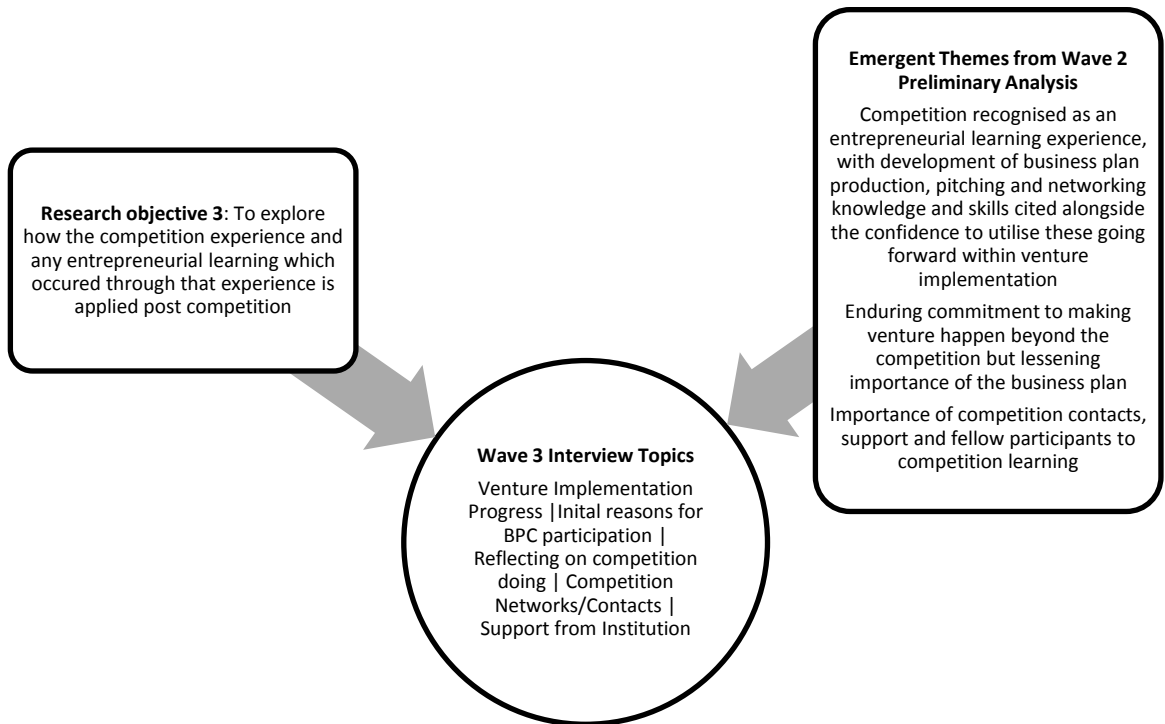 Research objective 3: To explore
how the competition experience and
any entrepreneurial learning which
occured through that experience is
applied post competition
Emergent Themes from Wave 2
Preliminary Analysis
Competition recognised as an
entrepreneurial learning experience,
with development of business plan
production, pitching and networking
knowledge and skills cited alongside
the confidence to utilise these going
forward within venture
implementation
Enduring commitment to making
venture happen beyond the
competition but lessening
importance of the business plan
Importance of competition contacts,
support and fellow participants to
competition learning
Wave 3 Interview Topics
Venture Implementation
Progress |Inital reasons for
BPC participation |
Reflecting on competition
doing | Competition
Networks/Contacts |
Support from Institution